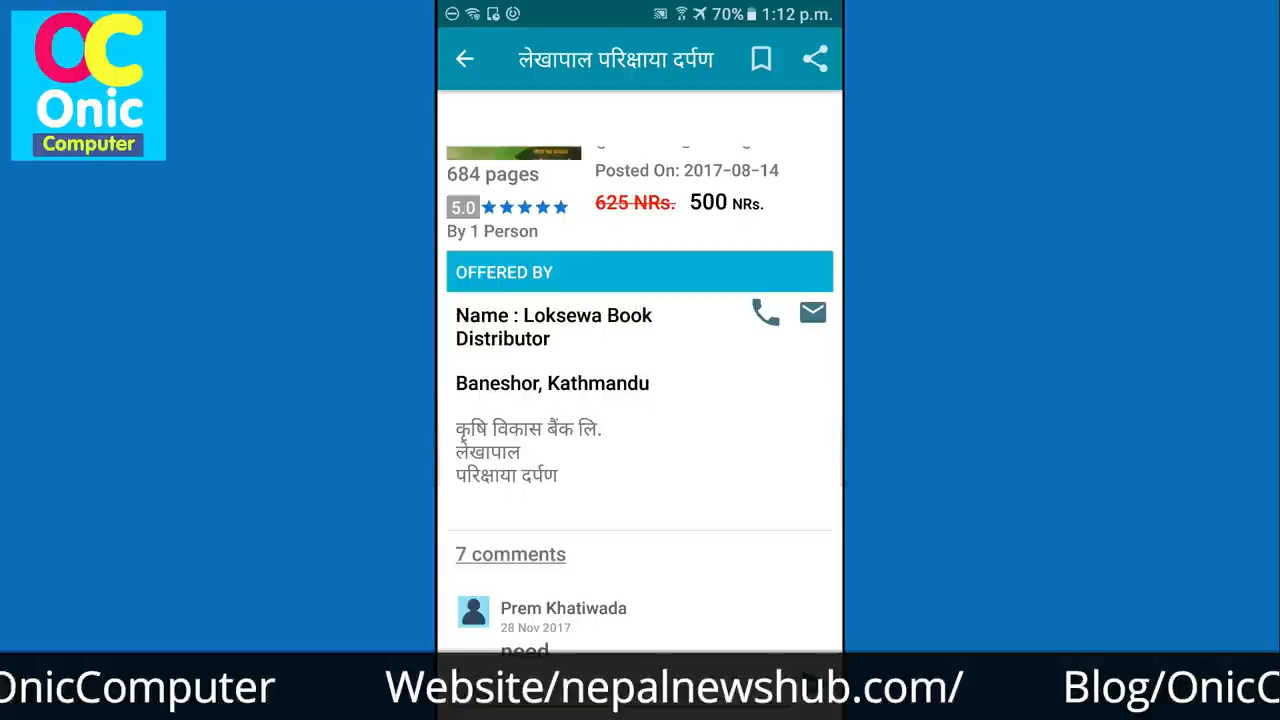 OC
Onic
Computer
70% 1:12 p.m.
लेखापाल परिक्षाया दर्पण
684 pages
Posted On: 2017-08-14
5.0
625 NRs. 500 NRs.
By 1 Person
OFFERED BY
Name : Loksewa Book
Distributor
Baneshor, Kathmandu
कृषि विकास बैंक लि.
लेखापाल
परिक्षाया दर्पण
7 comments
Prem Khatiwada
28 Nov 2017
need
OnicComputer Website/nepalnewshub.com/ Blog/OnicC